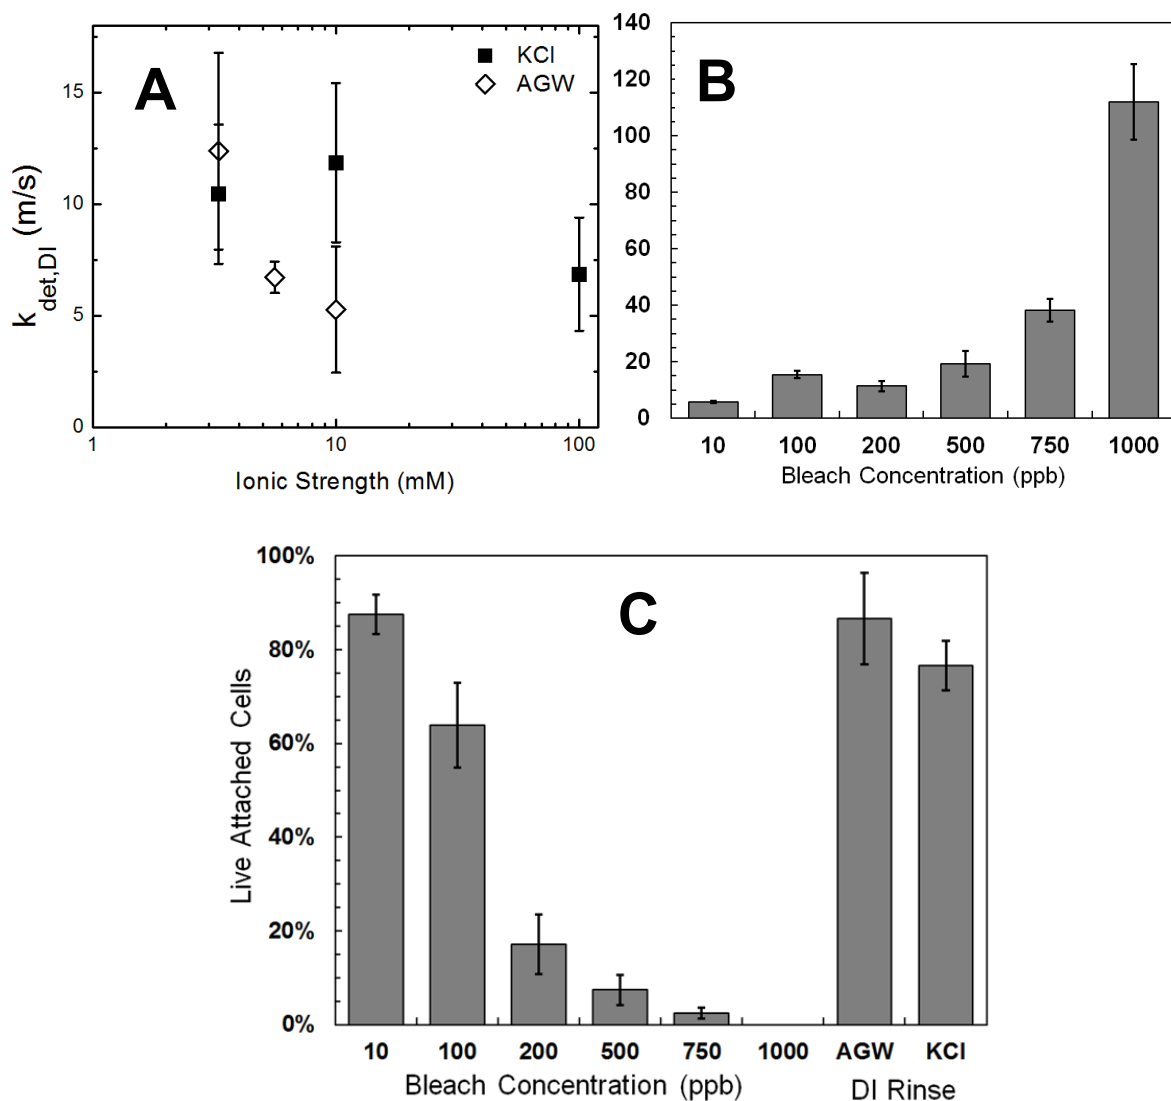 A
KCl
AGW
15
10
5
0
1
10
100
k det,DI (m/s)
Ionic Strength (mM)
B
140
120
100
80
60
40
20
0
10 100 200 500 750 1000
Bleach Concentration (ppb)
C
100%
80%
60%
40%
20%
0%
Live Attached Cells
10 100 200 500 750 1000 AGW KCl
Bleach Concentration (ppb) DI Rinse